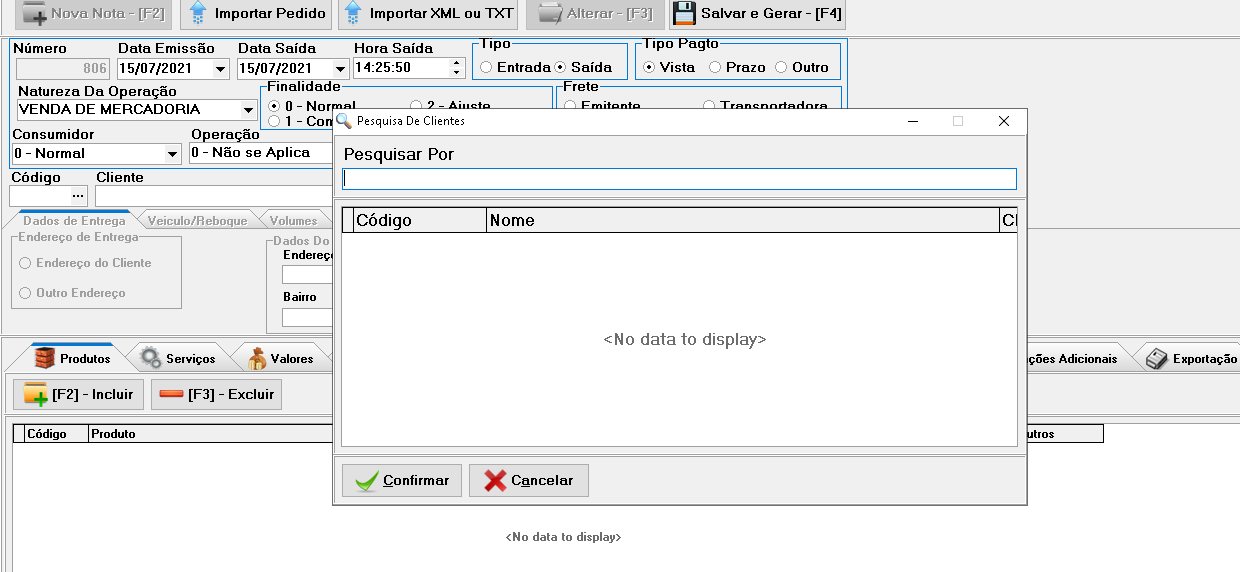 Nova Nota - [F2] Importar Pedido Importar XML ou TXT Alterar - [F3] Salvar e Gerar - [F4]
Número Data Emissão Data Saída Hora Saída Tipo Tipo Pagto
806 15/07/2021 15/07/2021 14:25:50 Entrada Saída Vista Prazo Outro
Natureza Da Operação Finalidade Frete
VENDA DE MERCADORIA 0 - Normal 2 - Ajuste Emitente Transportadora
1 - Con
Consumidor Operação
0 - Normal 0 - Não se Aplica
Código Cliente
...
Dados de Entrega Veiculo/Reboque Volumes
Endereço de Entrega Dados Do
Endereço do Cliente Endereç
Outro Endereço Bairro
Pesquisa De Clientes
Pesquisar Por
Código Nome Cl
<No data to display>
Confirmar Cancelar
Produtos Serviços Valores ções Adicionais Exportação
[F2] - Incluir [F3] - Excluir
Código Produto utros
<No data to display>